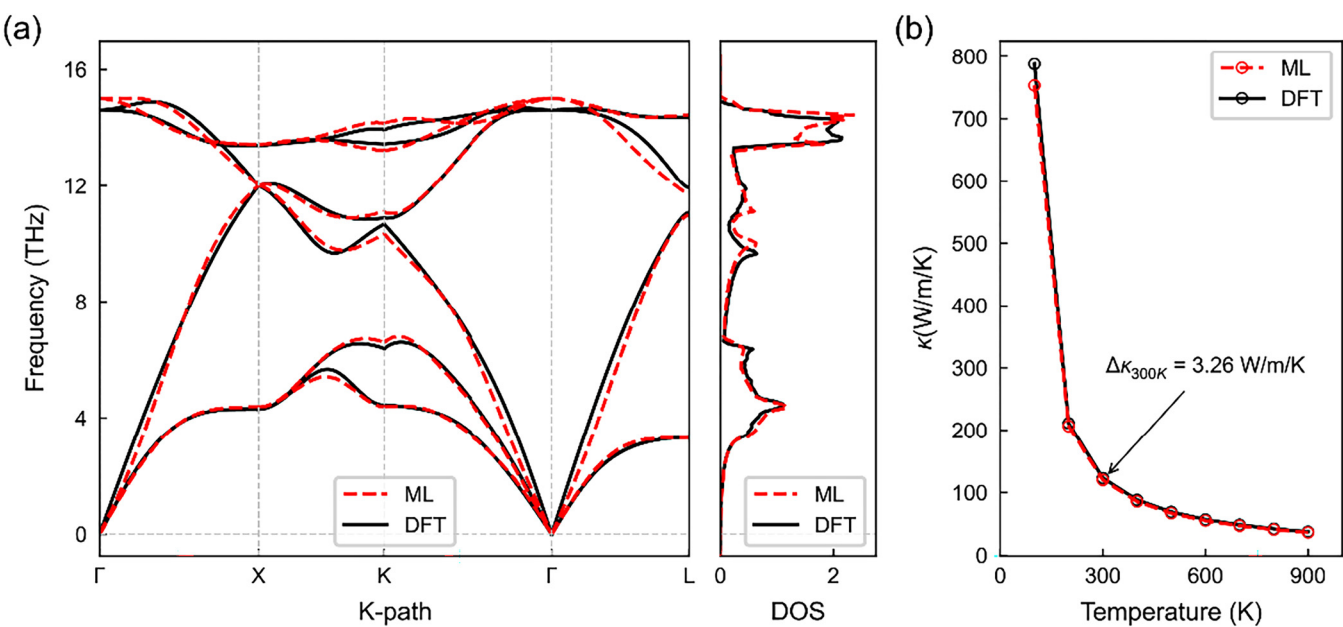 (a)
16
12
8
4
0
Frequency (THz)
ML
DFT
Γ X K Γ L
K-path
ML
DFT
0 2
DOS
(b)
800
700
600
500
400
300
200
100
0
κ(W/m/K)
ML
DFT
Δκ300K = 3.26 W/m/K
0 300 600 900
Temperature (K)